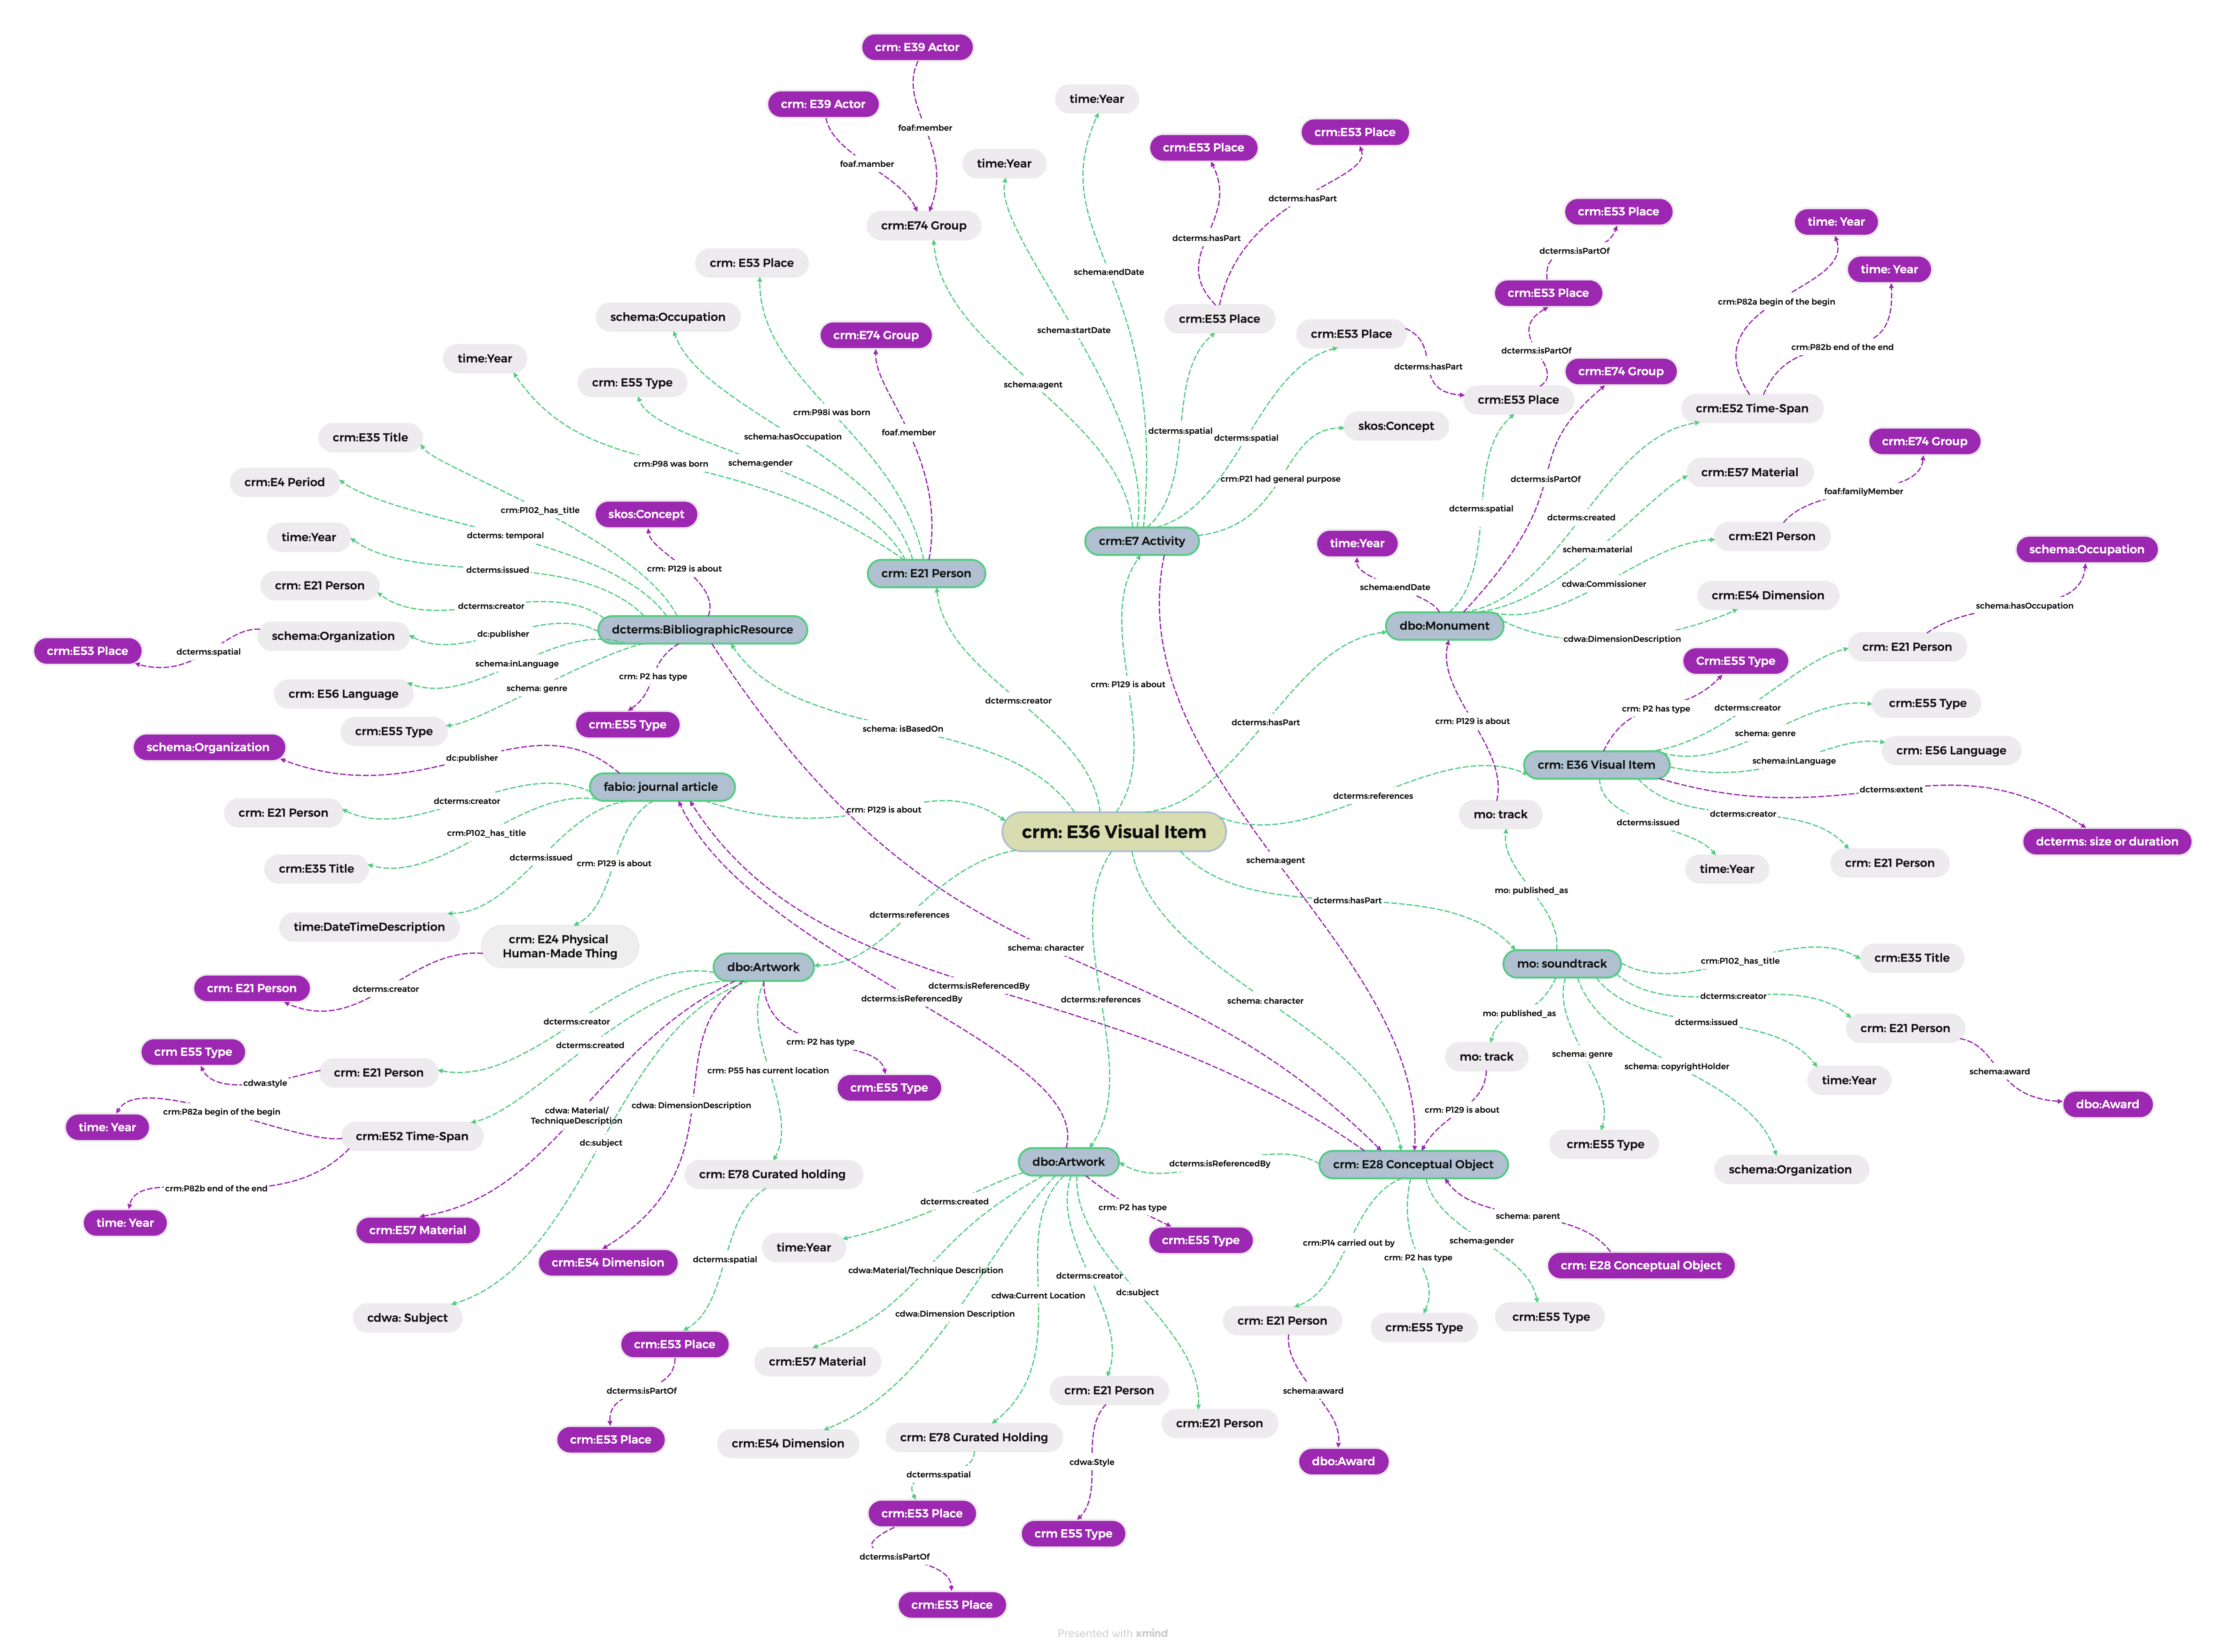 crm: E39 Actor
crm: E39 Actor
time:Year
foaf:member
foaf.mamber
crm:E53 Place
crm:E53 Place
time:Year
crm:E74 Group
dcterms:hasPart
dcterms:hasPart
crm:E53 Place
time: Year
dcterms:isPartOf
crm: E53 Place
schema:endDate
time: Year
crm:E53 Place
crm:P82a begin of the begin
schema:Occupation
crm:E74 Group
schema:startDate
crm:E53 Place
crm:E53 Place
crm:P82b end of the end
time:Year
crm: E55 Type
schema:agent
dcterms:hasPart
dcterms:isPartOf
crm:E74 Group
crm:E53 Place
crm:E52 Time-Span
crm:P98i was born
skos:Concept
crm:E35 Title
schema:hasOccupation
foaf.member
dcterms:spatial
dcterms:spatial
crm:E74 Group
crm:P98 was born
schema:gender
crm:P21 had general purpose
dcterms:isPartOf
crm:E57 Material
crm:E4 Period
foaf:familyMember
crm:P102_has_title
skos:Concept
dcterms:spatial
dcterms:created
time:Year
dcterms: temporal
crm:E7 Activity
time:Year
crm:E21 Person
schema:Occupation
dcterms:issued
crm: P129 is about
crm: E21 Person
schema:endDate
schema:material
cdwa:Commissioner
crm: E21 Person
dcterms:creator
crm:E54 Dimension
schema:hasOccupation
schema:Organization
dc:publisher
dcterms:BibliographicResource
dbo:Monument
cdwa:DimensionDescription
crm:E53 Place
dcterms:spatial
schema:inLanguage
crm: P2 has type
crm: P129 is about
Crm:E55 Type
crm: E21 Person
crm: E56 Language
schema: genre
dcterms:creator
crm: P2 has type
dcterms:creator
crm:E55 Type
crm:E55 Type
crm:E55 Type
schema: isBasedOn
dcterms:hasPart
crm: P129 is about
schema: genre
schema:Organization
dc:publisher
schema:inLanguage
crm: E56 Language
fabio: journal article
crm: E36 Visual Item
dcterms:extent
crm: E21 Person
dcterms:creator
crm: P129 is about
dcterms:references
mo: track
dcterms:issued
dcterms:creator
crm:P102_has_title
crm: E36 Visual Item
dcterms: size or duration
crm:E35 Title
dcterms:issued
crm: P129 is about
schema:agent
time:Year
crm: E21 Person
mo: published_as
time:DateTimeDescription
dcterms:references
dcterms:hasPart
crm: E24 Physical
Human-Made Thing
schema: character
crm:E35 Title
dbo:Artwork
mo: soundtrack
crm:P102_has_title
crm: E21 Person
dcterms:creator
dcterms:isReferencedBy
dcterms:isReferencedBy
dcterms:references
schema: character
dcterms:creator
dcterms:creator
dcterms:created
mo: published_as
dcterms:issued
crm: E21 Person
crm E55 Type
crm: P2 has type
mo: track
schema: genre
schema: copyrightHolder
cdwa:style
crm: E21 Person
crm: P55 has current location
crm:E55 Type
time:Year
schema:award
crm:P82a begin of the begin
cdwa: Material/
TechniqueDescription
cdwa: DimensionDescription
crm: P129 is about
dbo:Award
time: Year
crm:E52 Time-Span
dc:subject
crm:E55 Type
dbo:Artwork
dcterms:isReferencedBy
crm: E28 Conceptual Object
schema:Organization
crm:P82b end of the end
crm: E78 Curated holding
dcterms:created
crm: P2 has type
time: Year
crm:E57 Material
schema: parent
time:Year
crm:E55 Type
crm:P14 carried out by
schema:gender
crm:E54 Dimension
dcterms:spatial
cdwa:Material/Technique Description
dcterms:creator
crm: P2 has type
crm: E28 Conceptual Object
cdwa: Subject
cdwa:Dimension Description
cdwa:Current Location
dc:subject
crm: E21 Person
crm:E55 Type
crm:E55 Type
crm:E53 Place
crm:E57 Material
dcterms:isPartOf
crm: E21 Person
schema:award
crm:E53 Place
crm:E54 Dimension
crm: E78 Curated Holding
crm:E21 Person
cdwa:Style
dbo:Award
dcterms:spatial
crm:E53 Place
crm E55 Type
dcterms:isPartOf
crm:E53 Place
Presented with xmind